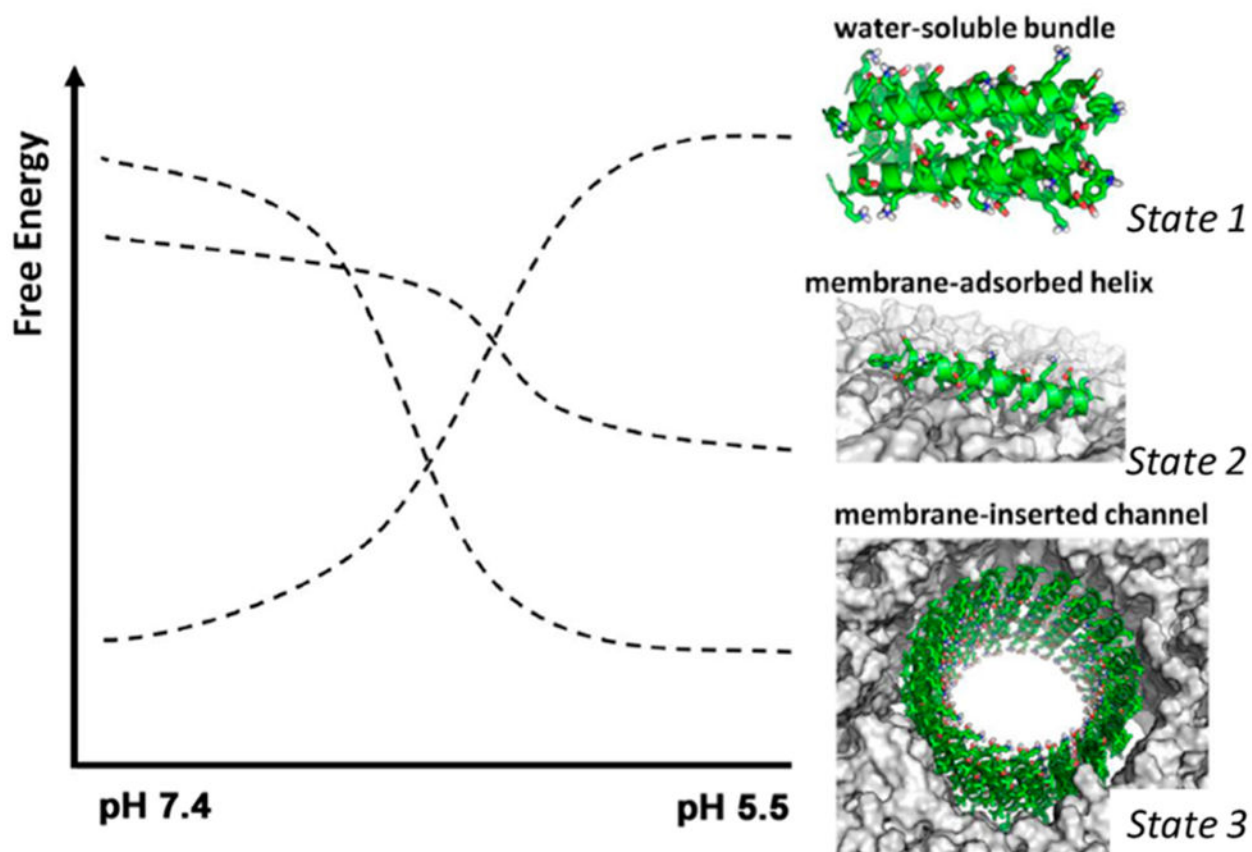 Free Energy
pH 7.4
pH 5.5
water-soluble bundle
State 1
membrane-adsorbed helix
State 2
membrane-inserted channel
State 3